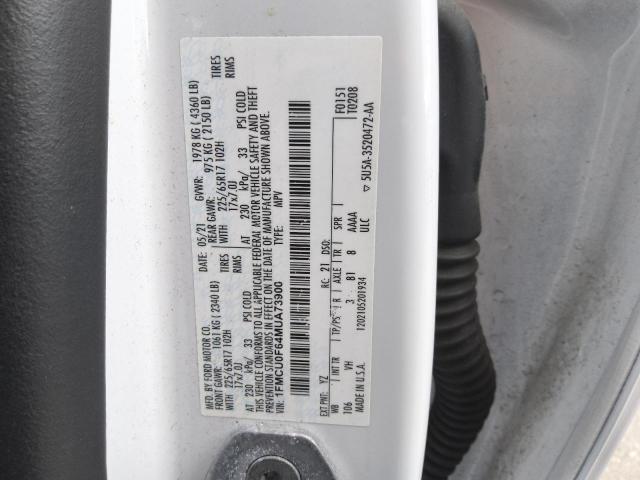 MFD. BY FORD MOTOR CO.
DATE: 05/21 GVWR: 1978 KG ( 4360 LB)
FRONT GAWR: 1061 KG ( 2340 LB) REAR GAWR: 975 KG ( 2150 LB)
WITH 225/65R17 102H TIRES WITH 225/65R17 102H TIRES
17x7.0J RIMS 17x7.0J RIMS
AT 230 kPa/ 33 PSI COLD AT 230 kPa/ 33 PSI COLD
THIS VEHICLE CONFORMS TO ALL APPLICABLE FEDERAL MOTOR VEHICLE SAFETY AND THEFT
PREVENTION STANDARDS IN EFFECT ON THE DATE OF MANUFACTURE SHOWN ABOVE.
VIN: 1FMCU0F64MUA73900 TYPE: MPV
F0151
T0208
EXT PNT: YZ RC: 21 DSO:
WB INT TR TP/PS R AXLE TR SPR
106 VH 3 B1 8 AAAA
ULC
MADE IN U.S.A. 1202105201934
▽ 5U5A-3520472-AA